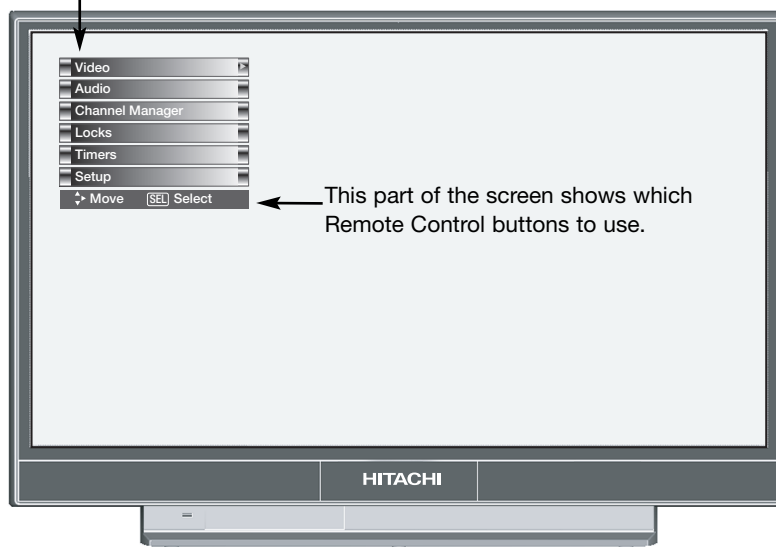 Video
Audio
Channel Manager
Locks
Timers
Setup
Move SEL Select
This part of the screen shows which
Remote Control buttons to use.
HITACHI